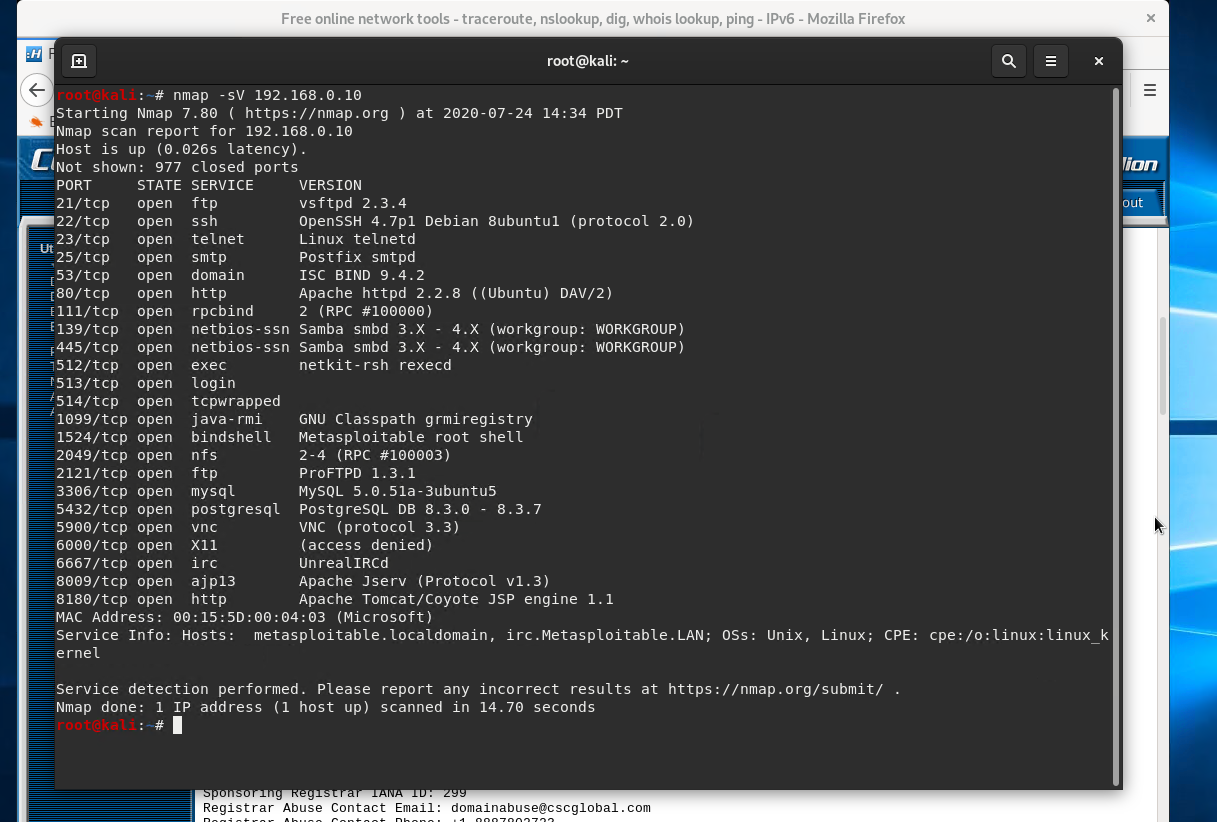 Free online network tools - traceroute, nslookup, dig, whois lookup, ping - IPv6 - Mozilla Firefox
root@kali: ~
root@kali:~# nmap -sV 192.168.0.10
Starting Nmap 7.80 ( https://nmap.org ) at 2020-07-24 14:34 PDT
Nmap scan report for 192.168.0.10
Host is up (0.026s latency).
Not shown: 977 closed ports
PORT     STATE SERVICE     VERSION
21/tcp   open  ftp         vsftpd 2.3.4
22/tcp   open  ssh         OpenSSH 4.7p1 Debian 8ubuntu1 (protocol 2.0)
23/tcp   open  telnet      Linux telnetd
25/tcp   open  smtp        Postfix smtpd
53/tcp   open  domain      ISC BIND 9.4.2
80/tcp   open  http        Apache httpd 2.2.8 ((Ubuntu) DAV/2)
111/tcp  open  rpcbind     2 (RPC #100000)
139/tcp  open  netbios-ssn Samba smbd 3.X - 4.X (workgroup: WORKGROUP)
445/tcp  open  netbios-ssn Samba smbd 3.X - 4.X (workgroup: WORKGROUP)
512/tcp  open  exec        netkit-rsh rexecd
513/tcp  open  login
514/tcp  open  tcpwrapped
1099/tcp open  java-rmi    GNU Classpath grmiregistry
1524/tcp open  bindshell   Metasploitable root shell
2049/tcp open  nfs         2-4 (RPC #100003)
2121/tcp open  ftp         ProFTPD 1.3.1
3306/tcp open  mysql       MySQL 5.0.51a-3ubuntu5
5432/tcp open  postgresql  PostgreSQL DB 8.3.0 - 8.3.7
5900/tcp open  vnc         VNC (protocol 3.3)
6000/tcp open  X11         (access denied)
6667/tcp open  irc         UnrealIRCd
8009/tcp open  ajp13       Apache Jserv (Protocol v1.3)
8180/tcp open  http        Apache Tomcat/Coyote JSP engine 1.1
MAC Address: 00:15:5D:00:04:03 (Microsoft)
Service Info: Hosts:  metasploitable.localdomain, irc.Metasploitable.LAN; OSs: Unix, Linux; CPE: cpe:/o:linux:linux_k
ernel
Service detection performed. Please report any incorrect results at https://nmap.org/submit/ .
Nmap done: 1 IP address (1 host up) scanned in 14.70 seconds
root@kali:~#
lion
out
Ut
Sponsoring Registrar IANA ID: 299
Registrar Abuse Contact Email: domainabuse@cscglobal.com
Registrar Abuse Contact Phone: